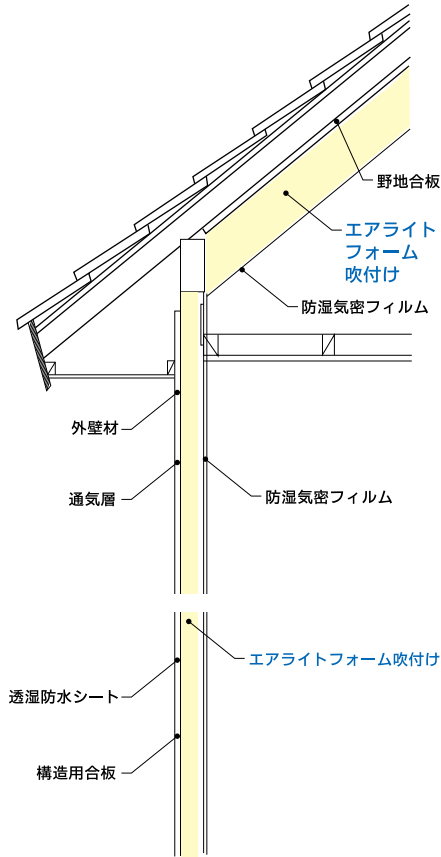 野地合板
エアライト
フォーム
吹付け
防湿気密フィルム
外壁材
通気層
防湿気密フィルム
エアライトフォーム吹付け
透湿防水シート
構造用合板